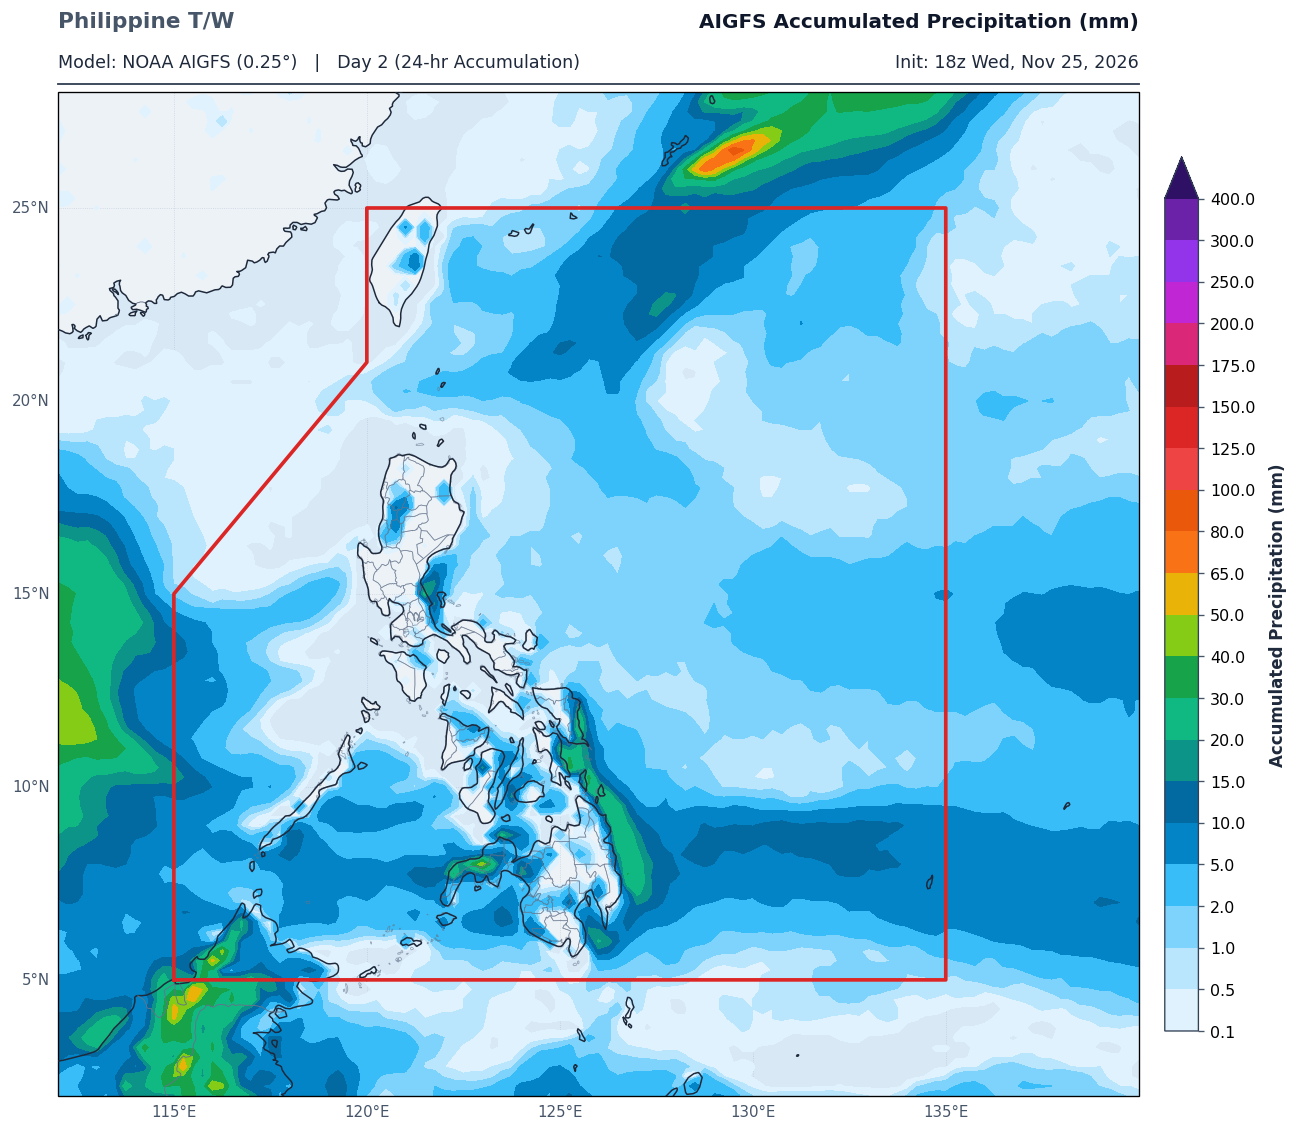 Philippine T/W
AIGFS Accumulated Precipitation (mm)
Model: NOAA AIGFS (0.25°) | Day 2 (24-hr Accumulation)
Init: 18z Wed, Nov 25, 2026
25°N
20°N
15°N
10°N
5°N
115°E
120°E
125°E
130°E
135°E
400.0
300.0
250.0
200.0
175.0
150.0
125.0
100.0
80.0
65.0
50.0
40.0
30.0
20.0
15.0
10.0
5.0
2.0
1.0
0.5
0.1
Accumulated Precipitation (mm)